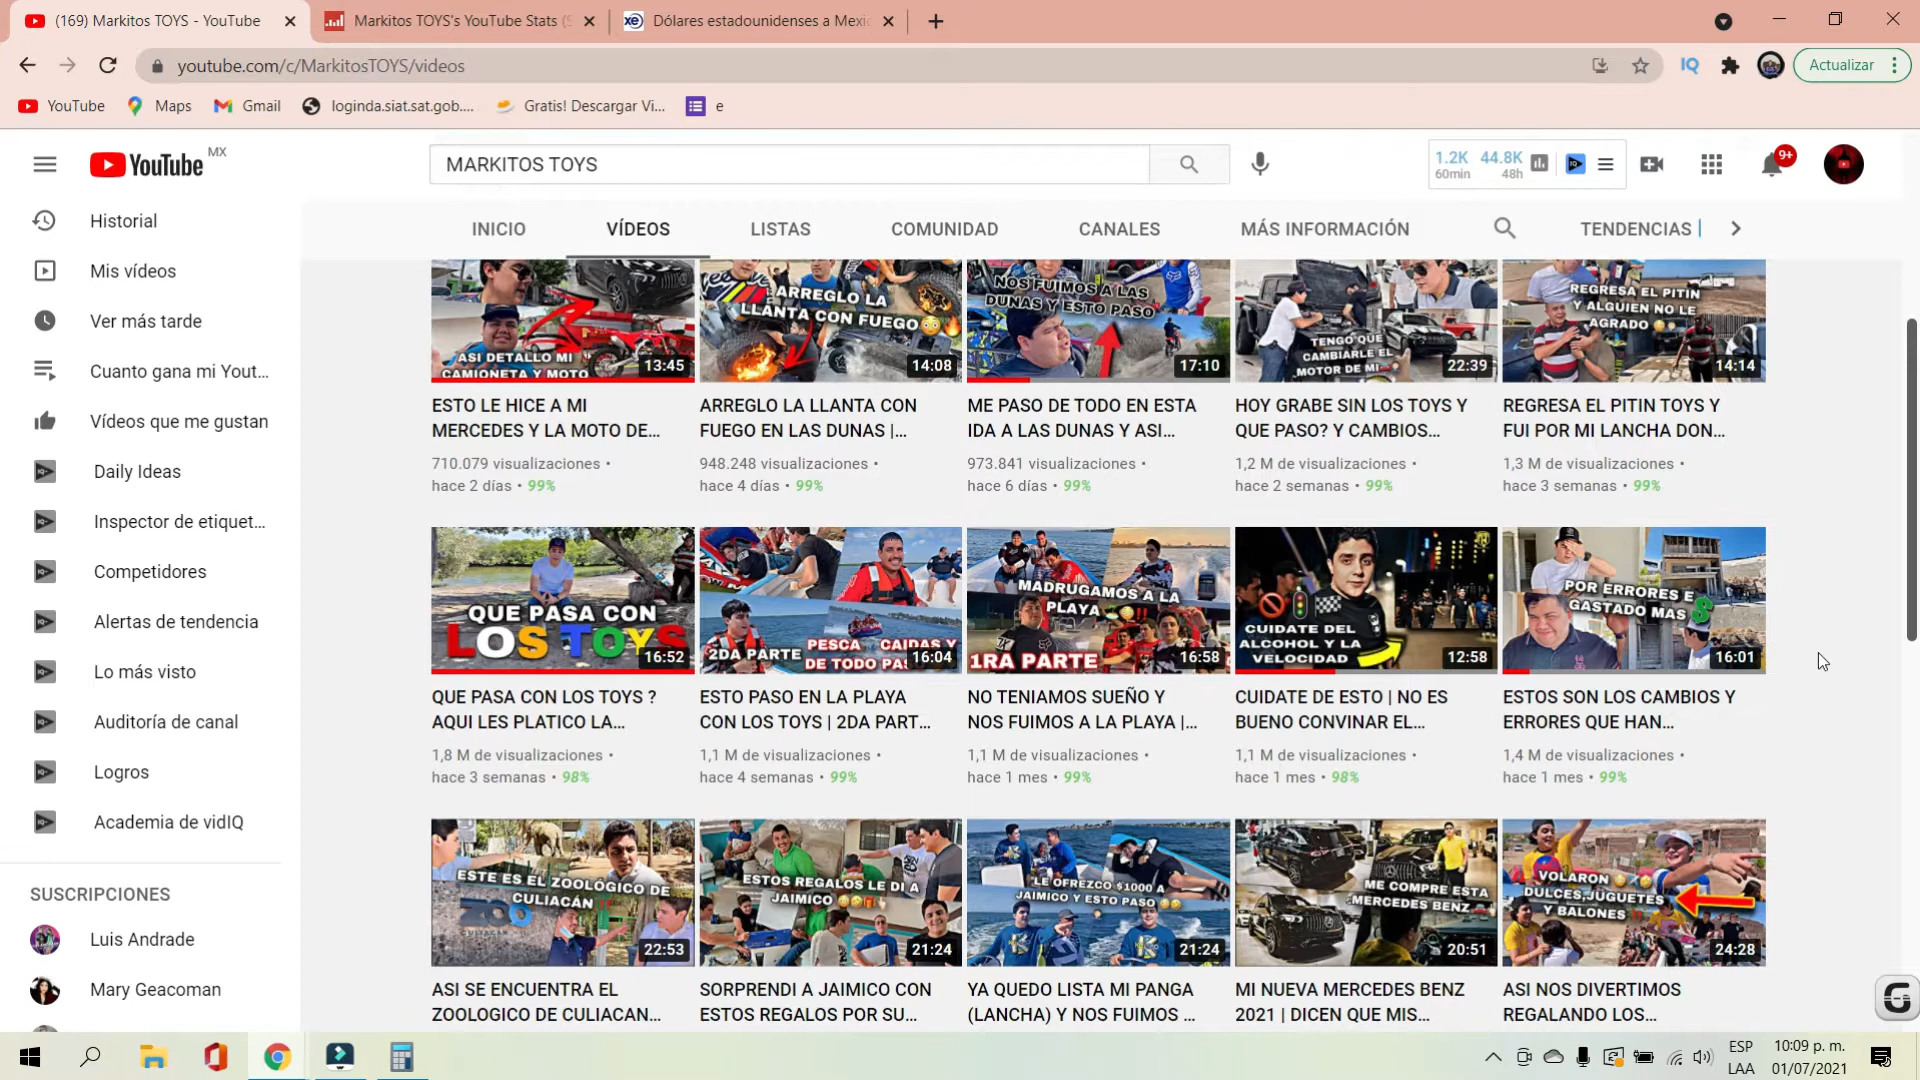 (169) Markitos TOYS - YouTube
Markitos TOYS's YouTube Stats (S
Dólares estadounidenses a Mexi
youtube.com/c/MarkitosTOYS/videos
Actualizar
YouTube
Maps
Gmail
loginda.siat.sat.gob....
Gratis! Descargar Vi...
e
YouTube MX
MARKITOS TOYS
1.2K 44.8K
60min 48h
9+
Historial
Mis vídeos
Ver más tarde
Cuanto gana mi Yout...
Vídeos que me gustan
Daily Ideas
Inspector de etiquet...
Competidores
Alertas de tendencia
Lo más visto
Auditoría de canal
Logros
Academia de vidIQ
SUSCRIPCIONES
Luis Andrade
Mary Geacoman
INICIO
VÍDEOS
LISTAS
COMUNIDAD
CANALES
MÁS INFORMACIÓN
TENDENCIAS
ASI DETALLO MI
CAMIONETA Y MOTO
13:45
ESTO LE HICE A MI
MERCEDES Y LA MOTO DE...
710.079 visualizaciones •
hace 2 días • 99%
ARREGLO LA
LLANTA CON FUEGO
14:08
ARREGLO LA LLANTA CON
FUEGO EN LAS DUNAS |...
948.248 visualizaciones •
hace 4 días • 99%
NOS FUIMOS A LAS
DUNAS Y ESTO PASO
17:10
ME PASO DE TODO EN ESTA
IDA A LAS DUNAS Y ASI...
973.841 visualizaciones •
hace 6 días • 99%
TENGO QUE
CAMBIARLE EL
MOTOR DE MI
22:39
HOY GRABE SIN LOS TOYS Y
QUE PASO? Y CAMBIOS...
1,2 M de visualizaciones •
hace 2 semanas • 99%
REGRESA EL PITIN
Y ALGUIEN NO LE
AGRADO
14:14
REGRESA EL PITIN TOYS Y
FUI POR MI LANCHA DON...
1,3 M de visualizaciones •
hace 3 semanas • 99%
QUE PASA CON
LOS TOYS
16:52
QUE PASA CON LOS TOYS ?
AQUI LES PLATICO LA...
1,8 M de visualizaciones •
hace 3 semanas • 98%
2DA PARTE
PESCA CAIDAS Y
DE TODO PAS
16:04
ESTO PASO EN LA PLAYA
CON LOS TOYS | 2DA PART...
1,1 M de visualizaciones •
hace 4 semanas • 99%
MADRUGAMOS A LA
PLAYA
1RA PARTE
16:58
NO TENIAMOS SUEÑO Y
NOS FUIMOS A LA PLAYA |...
1,1 M de visualizaciones •
hace 1 mes • 99%
CUIDATE DEL
ALCOHOL Y LA
VELOCIDAD
12:58
CUIDATE DE ESTO | NO ES
BUENO CONVINAR EL...
1,1 M de visualizaciones •
hace 1 mes • 98%
POR ERRORES E
GASTADO MAS $
16:01
ESTOS SON LOS CAMBIOS Y
ERRORES QUE HAN...
1,4 M de visualizaciones •
hace 1 mes • 99%
ESTE ES EL ZOOLÓGICO DE
CULIACÁN
22:53
ASI SE ENCUENTRA EL
ZOOLOGICO DE CULIACAN...
ESTOS REGALOS LE DI A
JAIMICO
21:24
SORPRENDI A JAIMICO CON
ESTOS REGALOS POR SU...
LE OFREZCO $1000 A
JAIMICO Y ESTO PASO
21:24
YA QUEDO LISTA MI PANGA
(LANCHA) Y NOS FUIMOS ...
ME COMPRE ESTA
MERCEDES BENZ
20:51
MI NUEVA MERCEDES BENZ
2021 | DICEN QUE MIS...
VOLARON
DULCES,JUGUETES
Y BALONES
24:28
ASI NOS DIVERTIMOS
REGALANDO LOS...
ESP
LAA
10:09 p. m.
01/07/2021